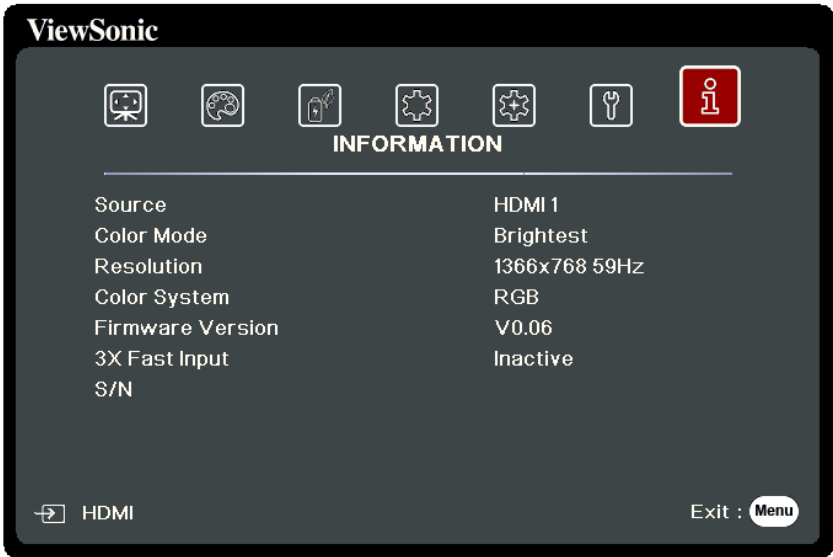 ViewSonic
INFORMATION
Source HDMI 1
Color Mode Brightest
Resolution 1366x768 59Hz
Color System RGB
Firmware Version V0.06
3X Fast Input Inactive
S/N
HDMI Exit : Menu